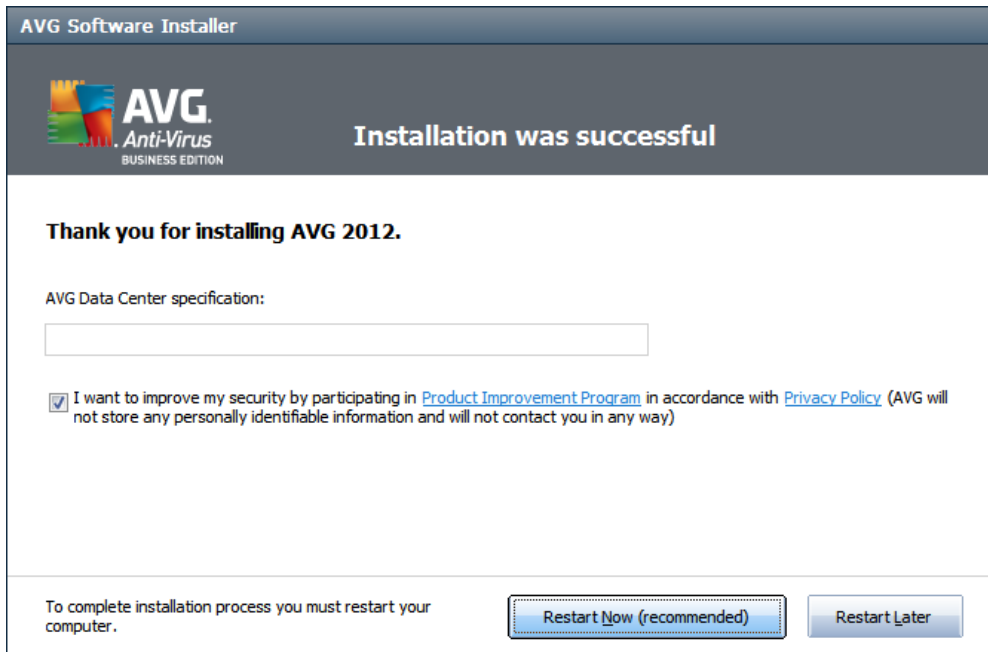 AVG Software Installer
AVG.
Anti-Virus
BUSINESS EDITION
Installation was successful
Thank you for installing AVG 2012.
AVG Data Center specification:
I want to improve my security by participating in Product Improvement Program in accordance with Privacy Policy (AVG will
not store any personally identifiable information and will not contact you in any way)
To complete installation process you must restart your
computer.
Restart Now (recommended)
Restart Later